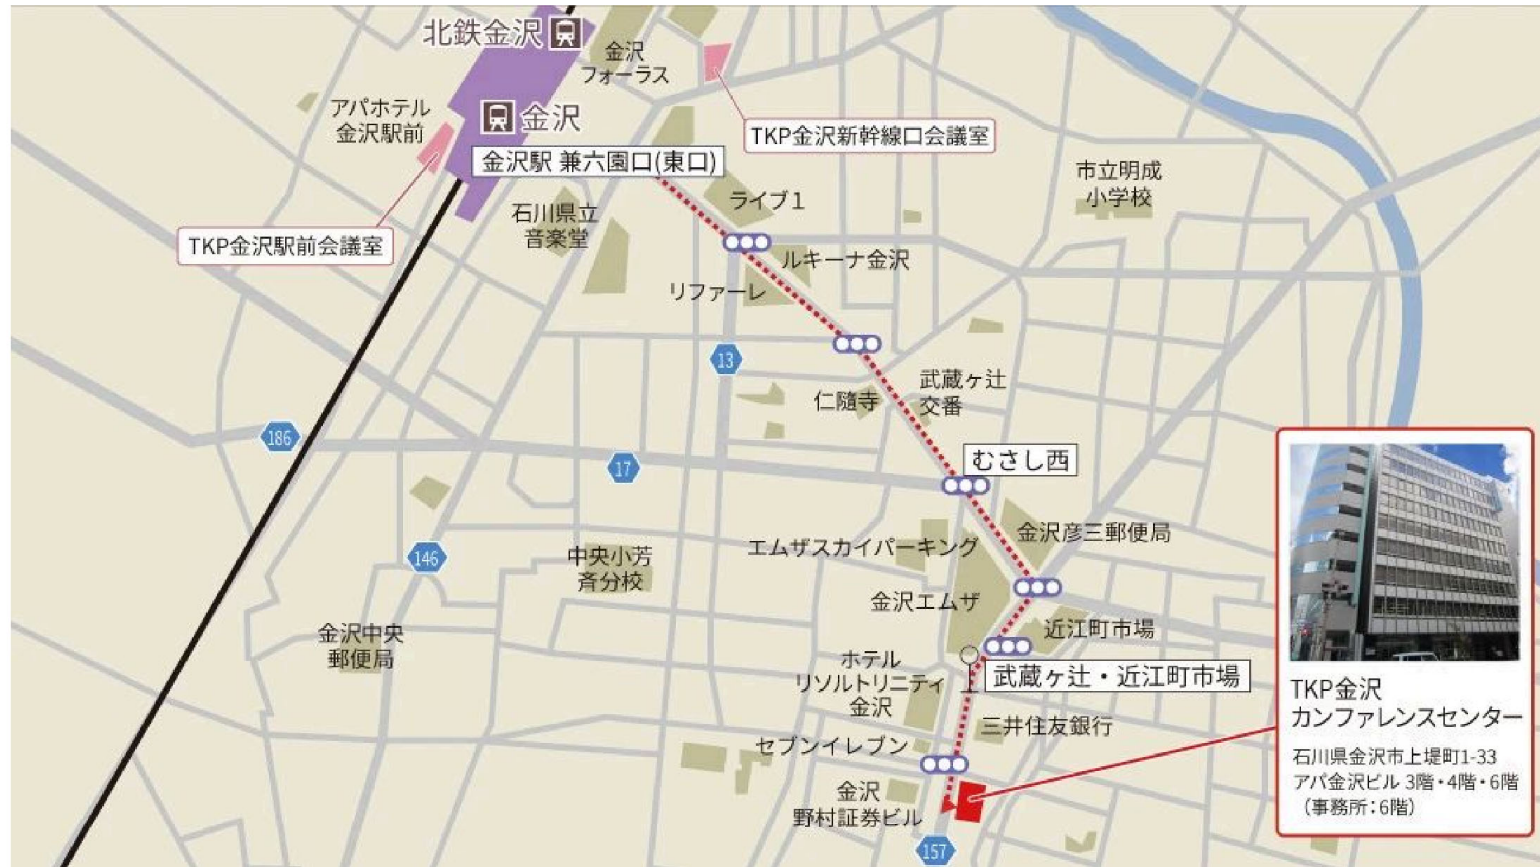 北鉄金沢
金沢
フォーラス
アパホテル
金沢駅前
金沢
TKP金沢新幹線口会議室
金沢駅 兼六園口(東口)
市立明成
小学校
ライブ1
石川県立
音楽堂
TKP金沢駅前会議室
ルキーナ金沢
リファーレ
13
武蔵ヶ辻
交番
仁隨寺
186
17
むさし西
金沢彦三郵便局
エムザスカイパーキング
146
中央小芳
斉分校
金沢エムザ
近江町市場
金沢中央
郵便局
ホテル
リソルトリニティ
金沢
武蔵ヶ辻・近江町市場
三井住友銀行
セブンイレブン
金沢
野村証券ビル
157
TKP金沢
カンファレンスセンター
石川県金沢市上堤町1-33
アパ金沢ビル 3階・4階・6階
（事務所：6階）